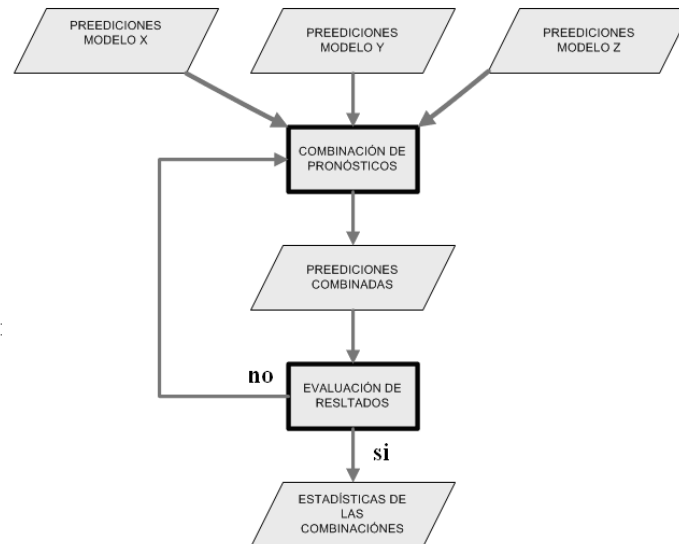 PREEDICIONES
MODELO X
PREEDICIONES
MODELO Y
PREEDICIONES
MODELO Z
COMBINACIÓN DE
PRONÓSTICOS
PREEDICIONES
COMBINADAS
no
EVALUACIÓN DE
RESLTADOS
si
ESTADÍSTICAS DE
LAS
COMBINACIÓNES